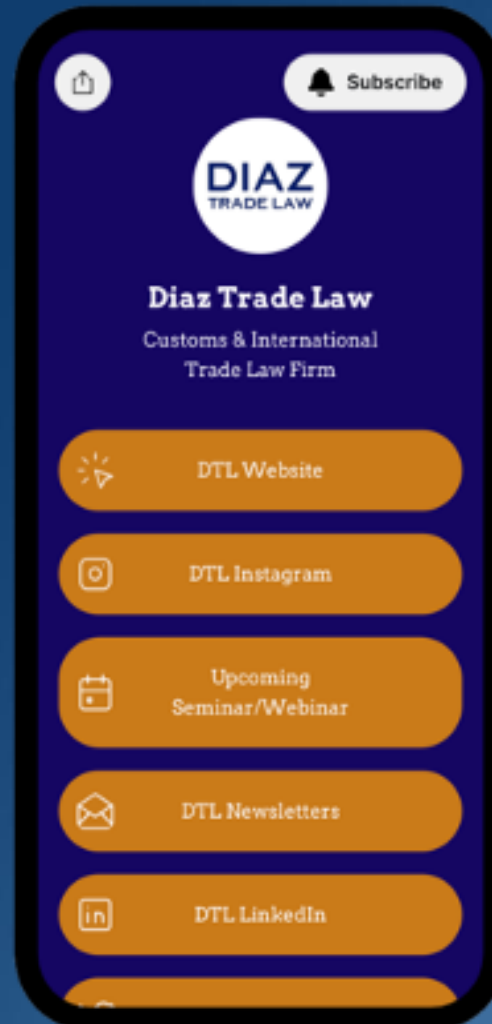 Subscribe
DIAZ
TRADE LAW
Diaz Trade Law
Customs & International
Trade Law Firm
DTL Website
DTL Instagram
Upcoming
Seminar/Webinar
DTL Newsletters
in
DTL LinkedIn